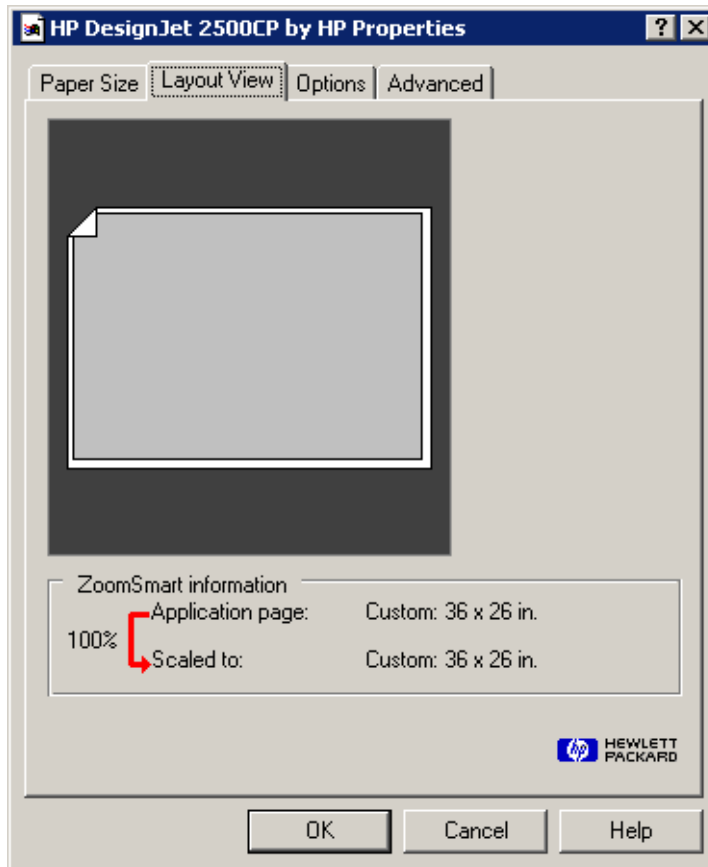 HP DesignJet 2500CP by HP Properties
Paper Size Layout View Options Advanced
ZoomSmart information
Application page: Custom: 36 x 26 in.
100%
Scaled to: Custom: 36 x 26 in.
hp HEWLETT
PACKARD
OK Cancel Help